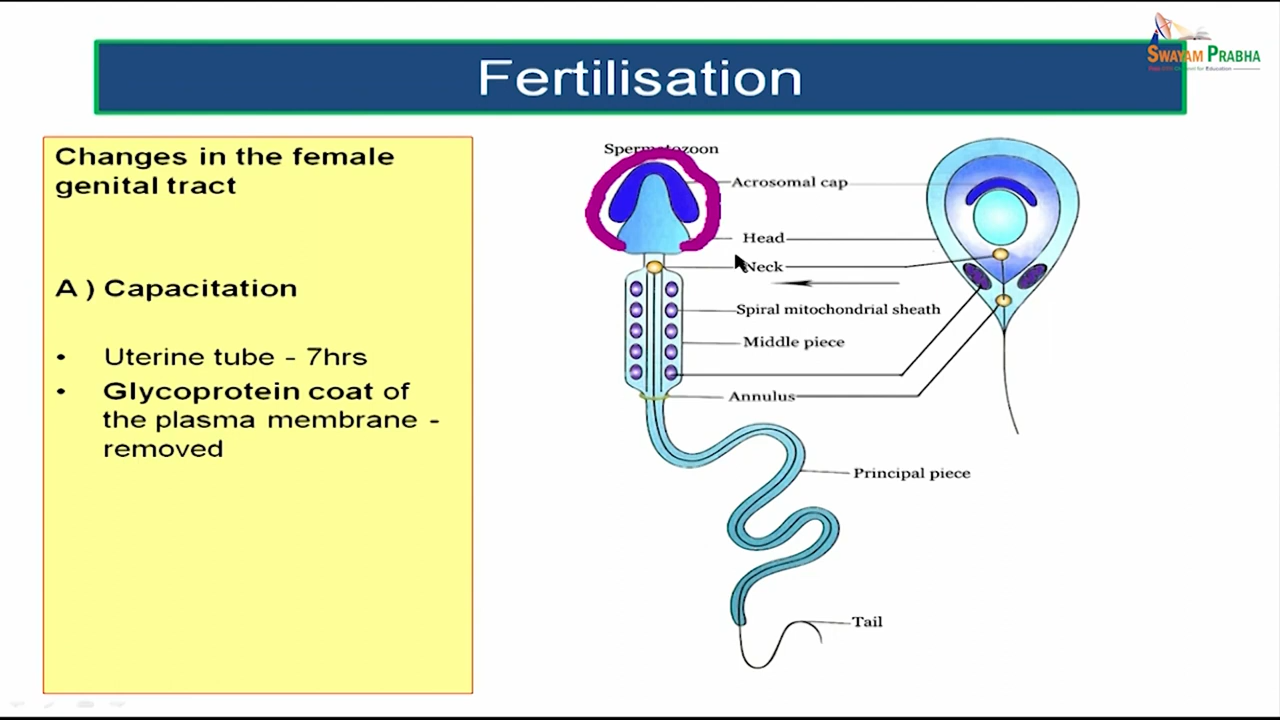 SWAYAM PRABHA
Fertilisation
Changes in the female
genital tract
A ) Capacitation
• Uterine tube – 7hrs
• Glycoprotein coat of
the plasma membrane -
removed
Spermatozoon
Acrosomal cap
Head
Neck
Spiral mitochondrial sheath
Middle piece
Annulus
Principal piece
Tail